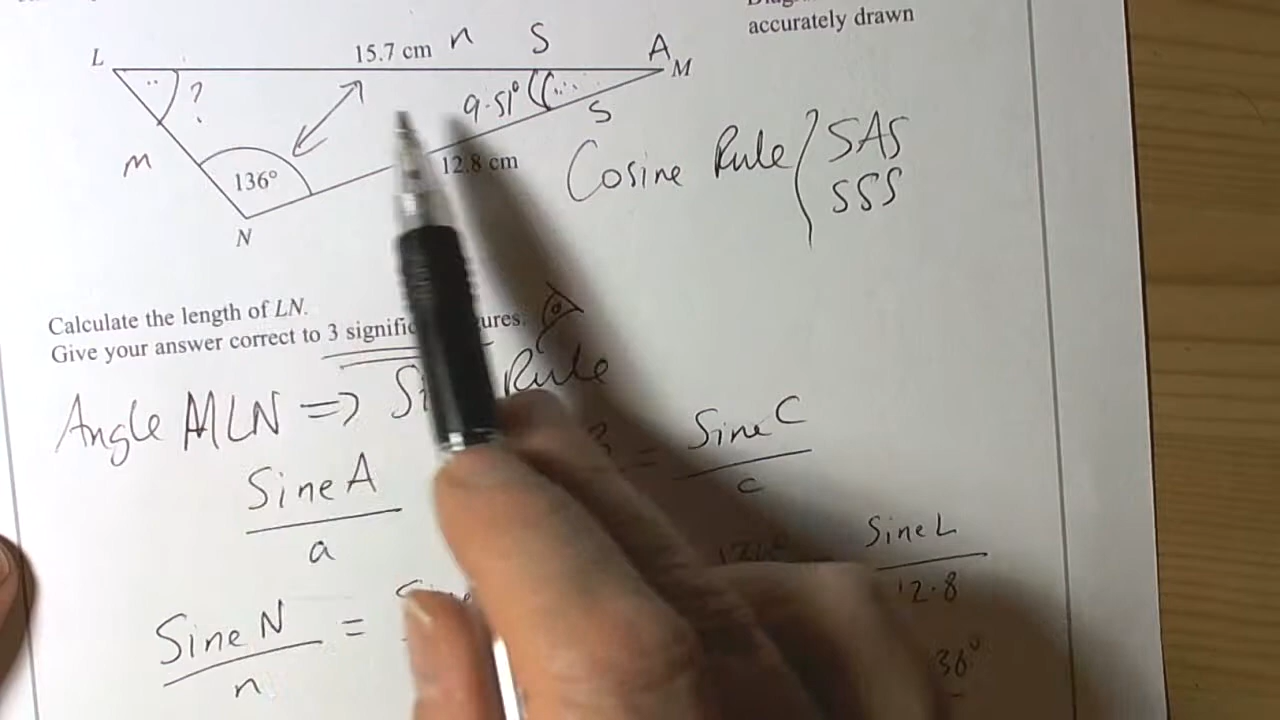 accurately drawn
L 15.7 cm n S A M
? 9.51° S
m 136° 12.8 cm
N
Cosine Rule SAS
SSS
Calculate the length of LN.
Give your answer correct to 3
Angle MLN => Rule
Sine A = Sine C
a c
Sine L
12.8
Sine N =
n